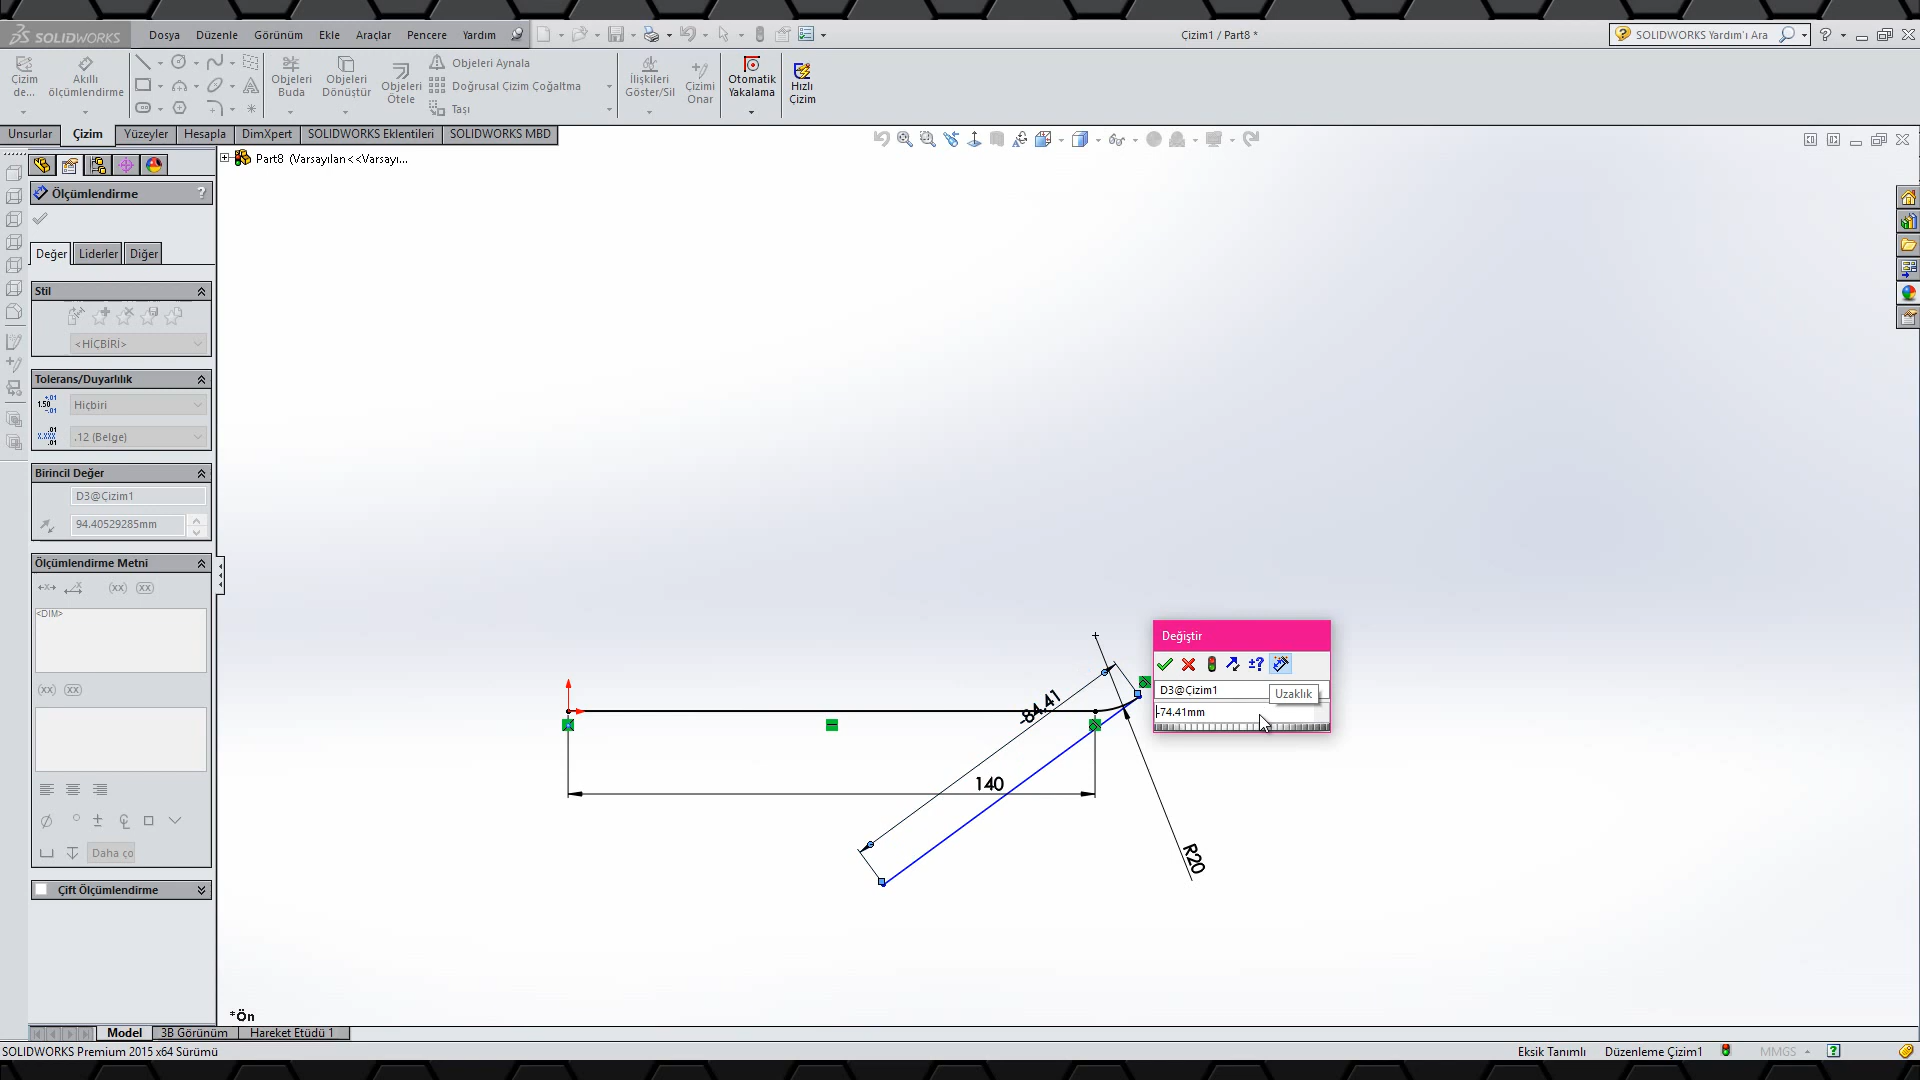 SOLIDWORKS
Dosya Düzenle Görünüm Ekle Araçlar Pencere Yardım
Çizim1 / Part8 *
SOLIDWORKS Yardım'ı Ara
Çizim de...
Akıllı ölçümlendirme
Objeleri Buda
Objeleri Dönüştür
Objeleri Ötele
Objeleri Aynala
Doğrusal Çizim Çoğaltma
Taşı
İlişkileri Göster/Sil
Çizimi Onar
Otomatik Yakalama
Hızlı Çizim
Unsurlar Çizim Yüzeyler Hesapla DimXpert SOLIDWORKS Eklentileri SOLIDWORKS MBD
Part8 (Varsayılan<<Varsayı...
Ölçümlendirme ?
Değer Liderler Diğer
Stil
<HİÇBİRİ>
Tolerans/Duyarlılık
Hiçbiri
.12 (Belge)
Birincil Değer
D3@Çizim1
94.40529285mm
Ölçümlendirme Metni
<DIM>
Daha ço
Çift Ölçümlendirme
-84.41
140
R20
Değiştir
D3@Çizim1
Uzaklık
-74.41mm
*Ön
Model 3B Görünüm Hareket Etüdü 1
SOLIDWORKS Premium 2015 x64 Sürümü
Eksik Tanımlı Düzenleme Çizim1 MMGS